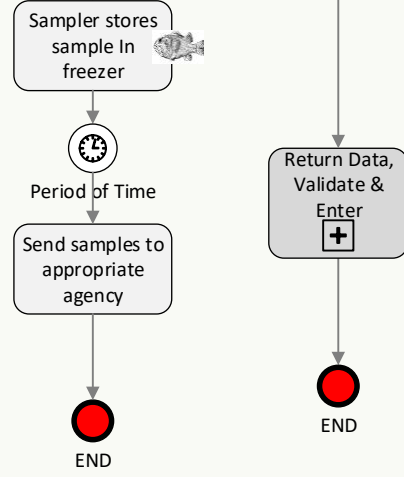 Sampler stores
sample In
freezer
Period of Time
Send samples to
appropriate
agency
END
Return Data,
Validate &
Enter
END